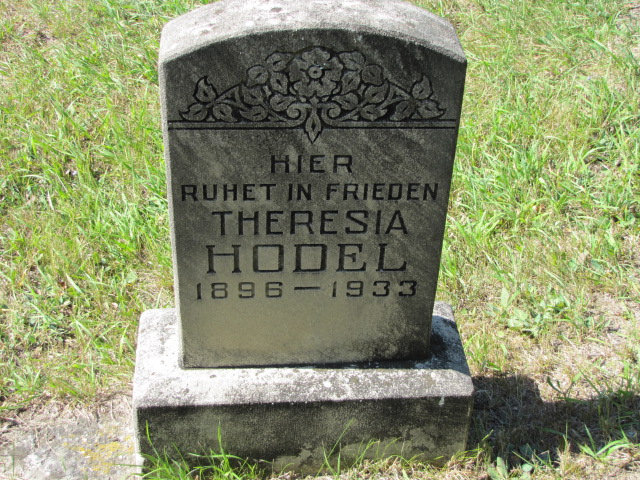 HIER
RUHET IN FRIEDEN
THERESIA
HODEL
1896 — 1933